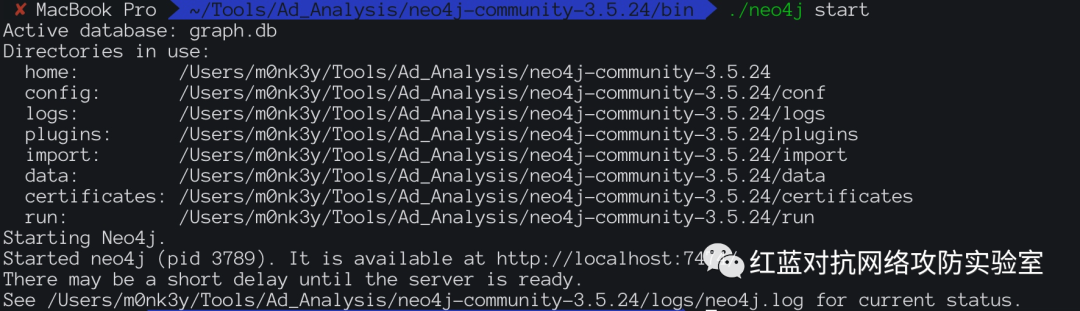 ✘ MacBook Pro ~/Tools/Ad_Analysis/neo4j-community-3.5.24/bin ./neo4j start
Active database: graph.db
Directories in use:
home: /Users/m0nk3y/Tools/Ad_Analysis/neo4j-community-3.5.24
config: /Users/m0nk3y/Tools/Ad_Analysis/neo4j-community-3.5.24/conf
logs: /Users/m0nk3y/Tools/Ad_Analysis/neo4j-community-3.5.24/logs
plugins: /Users/m0nk3y/Tools/Ad_Analysis/neo4j-community-3.5.24/plugins
import: /Users/m0nk3y/Tools/Ad_Analysis/neo4j-community-3.5.24/import
data: /Users/m0nk3y/Tools/Ad_Analysis/neo4j-community-3.5.24/data
certificates: /Users/m0nk3y/Tools/Ad_Analysis/neo4j-community-3.5.24/certificates
run: /Users/m0nk3y/Tools/Ad_Analysis/neo4j-community-3.5.24/run
Starting Neo4j.
Started neo4j (pid 3789). It is available at
There may be a short delay until the server is ready.
See /Users/m0nk3y/Tools/Ad_Analysis/neo4j-community-3.5.24/logs/neo4j.log for current status.
红蓝对抗网络攻防实验室